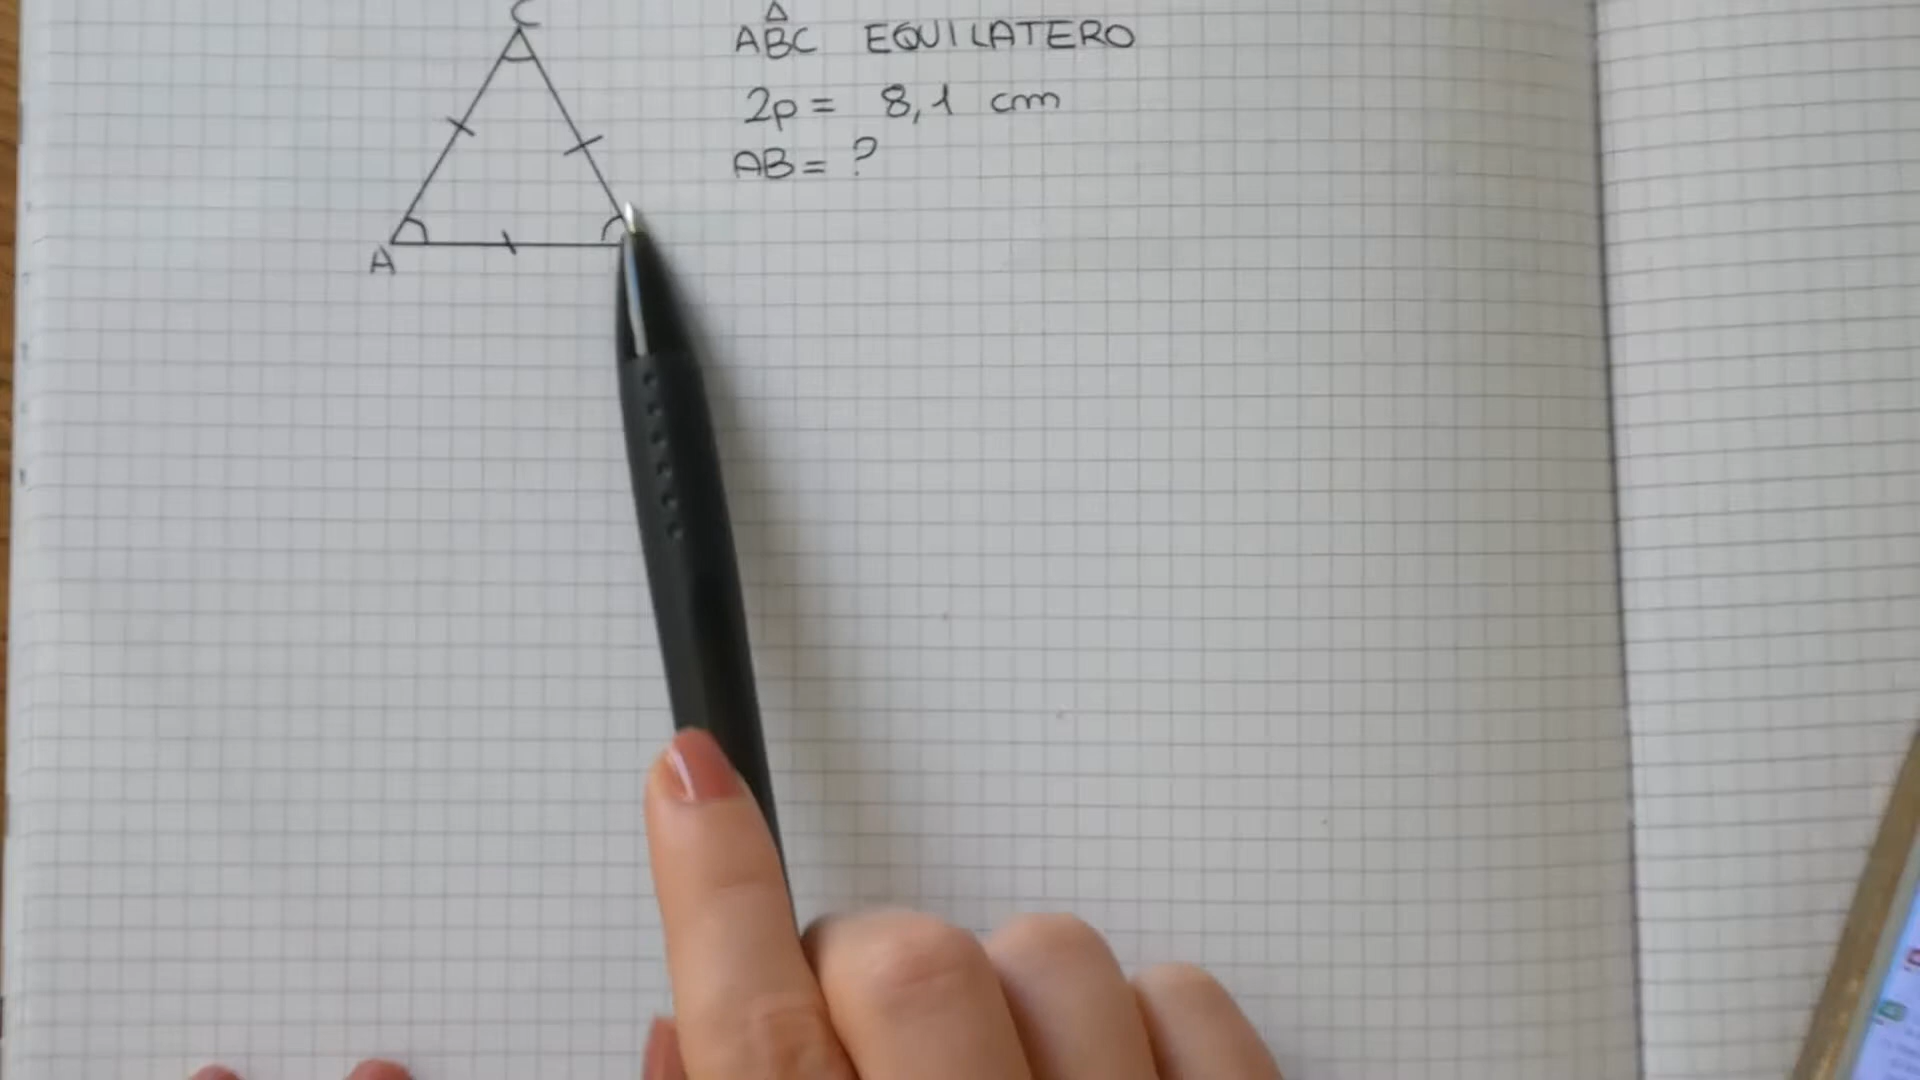 C
A
ABC EQUILATERO
2p = 8,1 cm
AB = ?